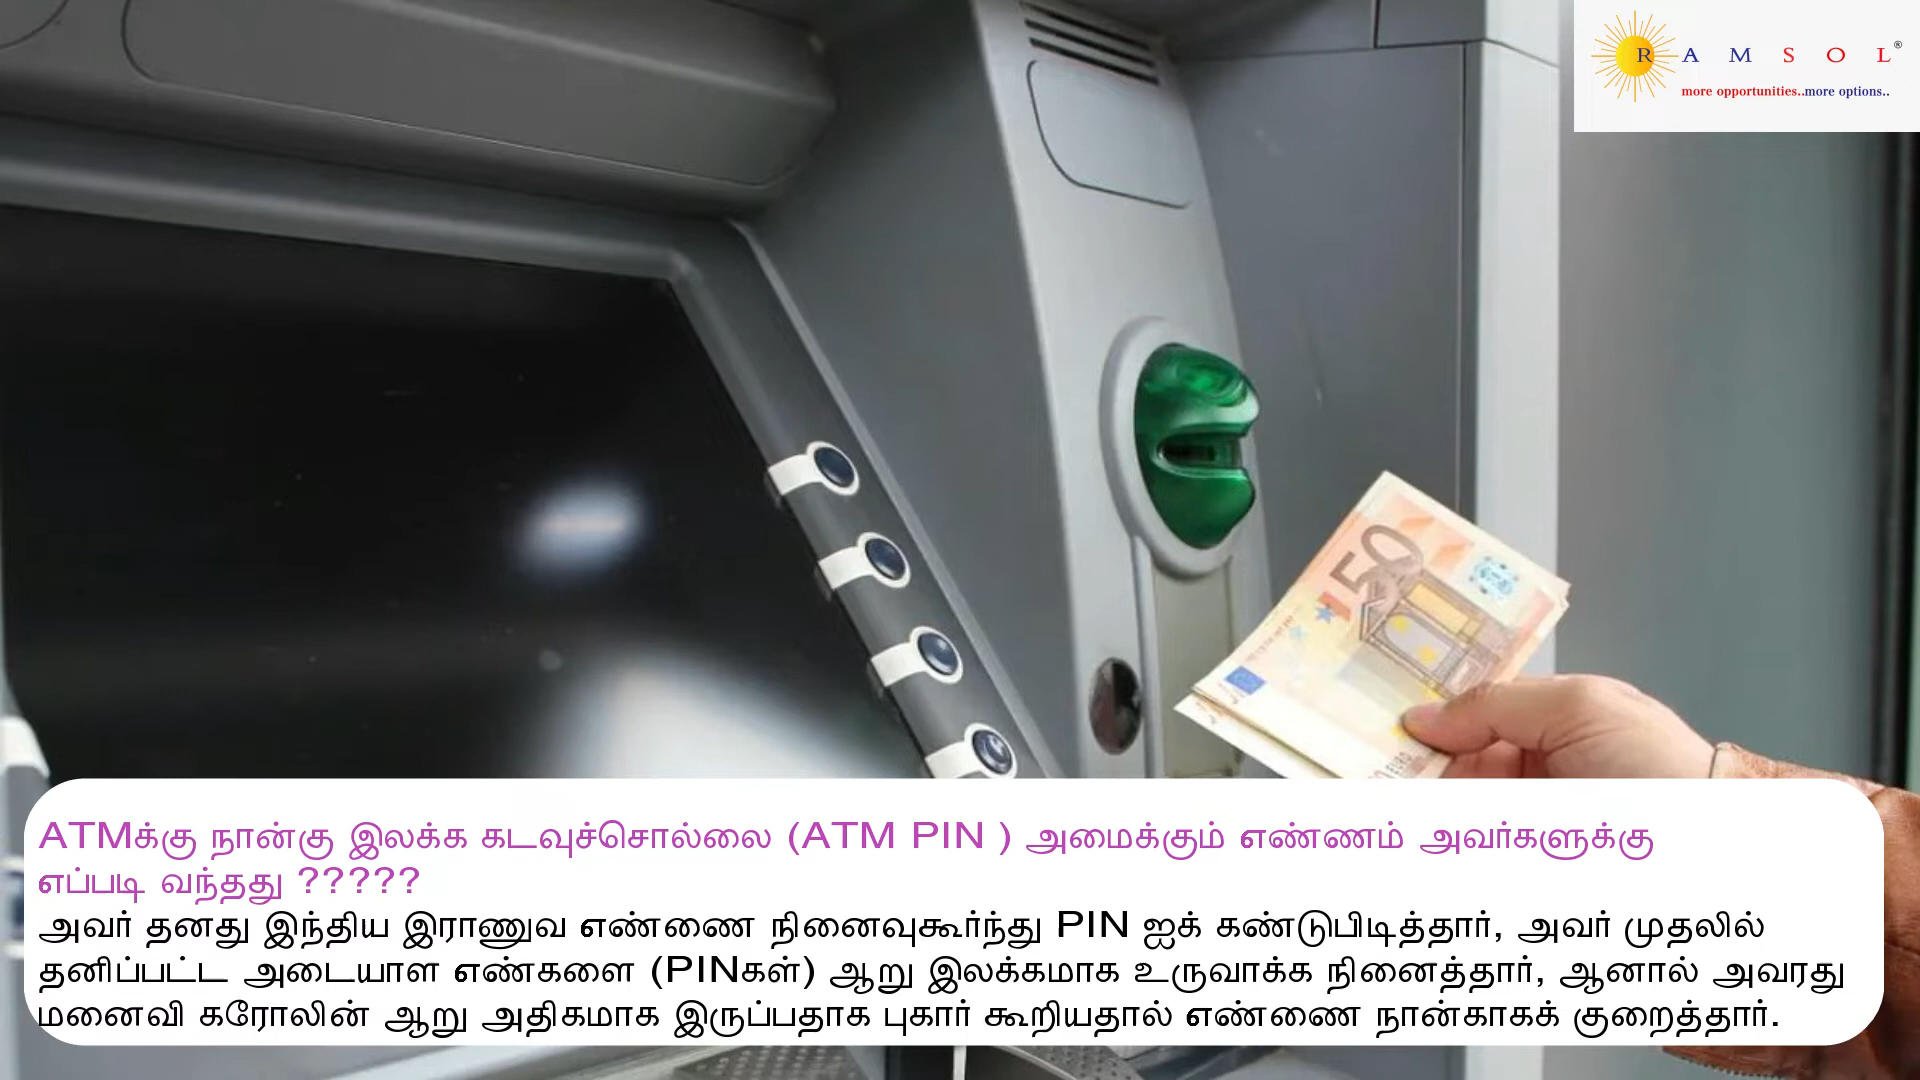 RAMSOL®
more opportunities..more options..
50
ATMக்கு நான்கு இலக்க கடவுச்சொல்லை (ATM PIN ) அமைக்கும் எண்ணம் அவர்களுக்கு
எப்படி வந்தது ?????
அவர் தனது இந்திய இராணுவ எண்ணை நினைவுகூர்ந்து PIN ஐக் கண்டுபிடித்தார், அவர் முதலில்
தனிப்பட்ட அடையாள எண்களை (PINகள்) ஆறு இலக்கமாக உருவாக்க நினைத்தார், ஆனால் அவரது
மனைவி கரோலின் ஆறு அதிகமாக இருப்பதாக புகார் கூறியதால் எண்ணை நான்காகக் குறைத்தார்.